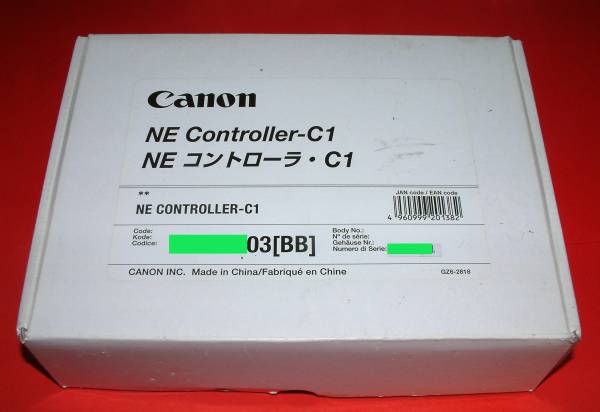 Canon
NE Controller-C1
NE コントローラ・C1
**
NE CONTROLLER-C1
JAN code / EAN code
4 960999 201382
Code:
Kode:
Codice:
03[BB]
Body No.:
N° de série:
Gehäuse Nr.:
Numero di Serie:
CANON INC. Made in China/Fabriqué en Chine
GZ6-2818